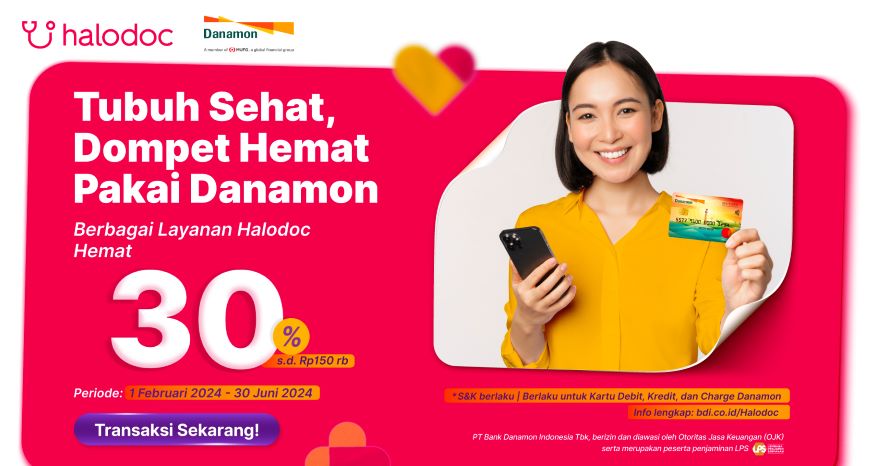 halodoc
Danamon
A member of MUFG, a global financial group
Tubuh Sehat,
Dompet Hemat
Pakai Danamon
Berbagai Layanan Halodoc
Hemat
30%
s.d. Rp150 rb
Periode: 1 Februari 2024 - 30 Juni 2024
Transaksi Sekarang!
Danamon
*S&K berlaku | Berlaku untuk Kartu Debit, Kredit, dan Charge Danamon
Info lengkap: bdi.co.id/Halodoc
PT Bank Danamon Indonesia Tbk, berizin dan diawasi oleh Otoritas Jasa Keuangan (OJK)
serta merupakan peserta penjaminan LPS
LPS